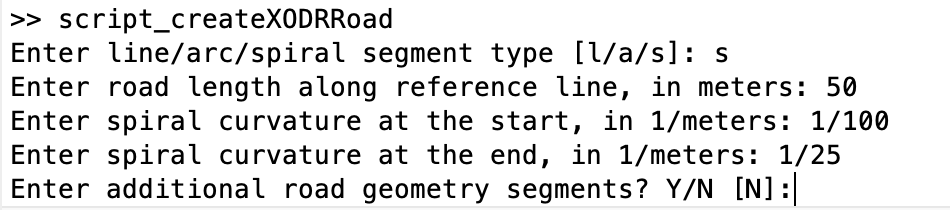 >> script_createXODRRoad
Enter line/arc/spiral segment type [l/a/s]: s
Enter road length along reference line, in meters: 50
Enter spiral curvature at the start, in 1/meters: 1/100
Enter spiral curvature at the end, in 1/meters: 1/25
Enter additional road geometry segments? Y/N [N]: